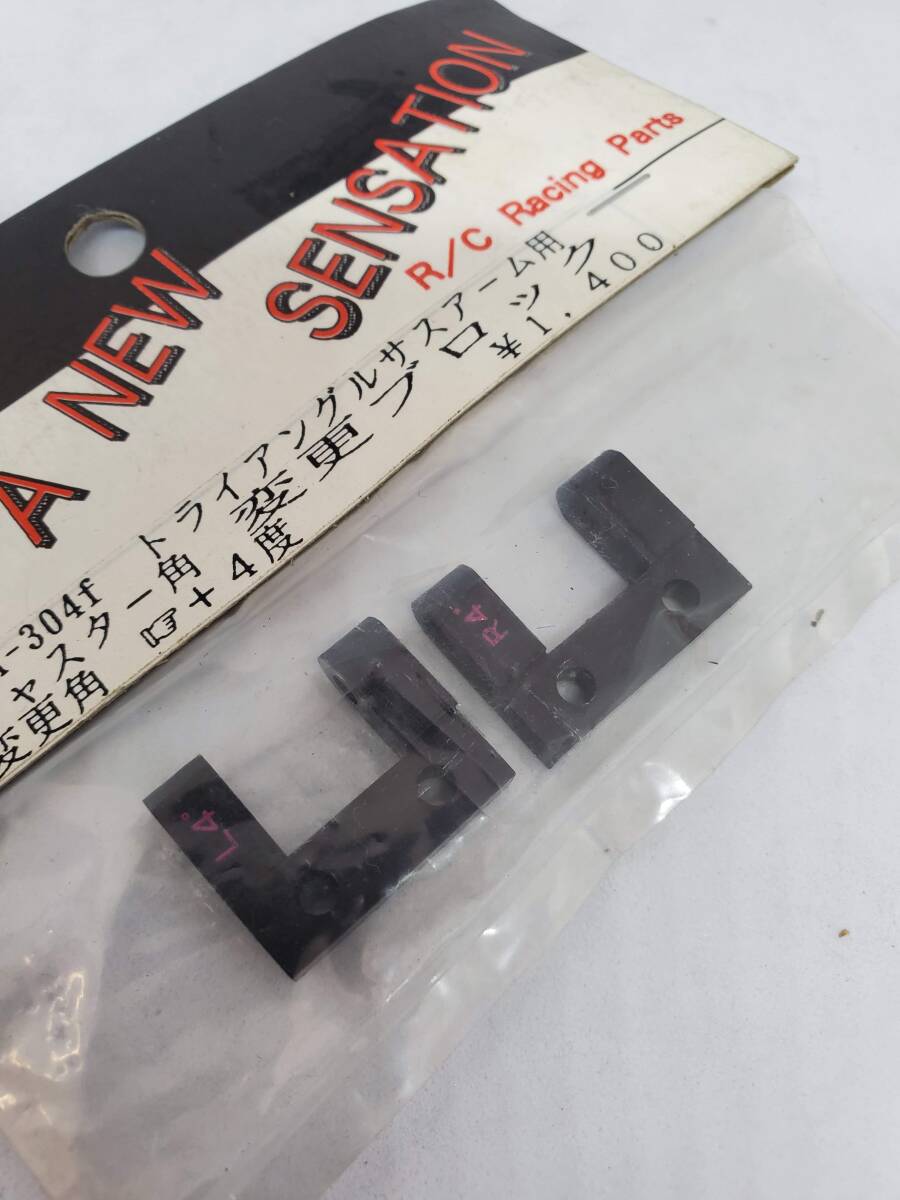 A NEW
SENSATION
R/C Racing Parts
-304f トライアングルサスアーム用
ャスター角 変更ブロック
変更角 ☞+4度 ¥1,400
L4°
R4°